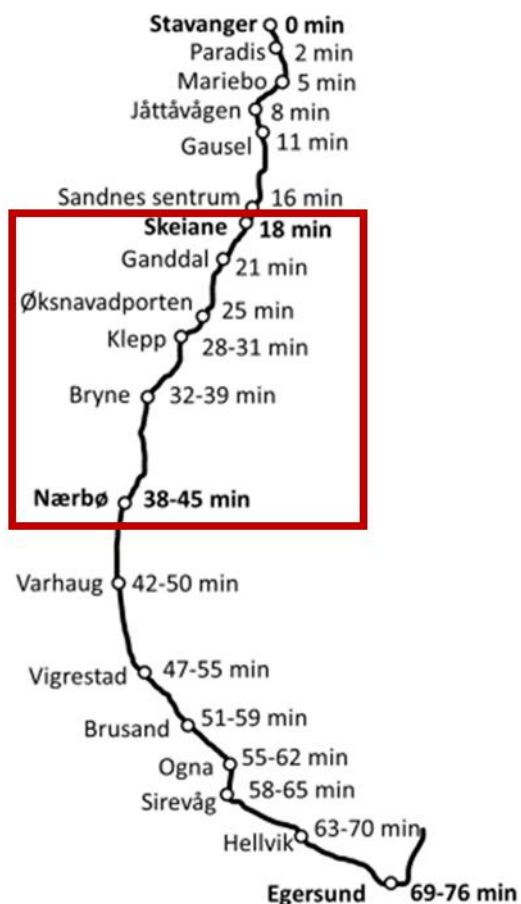 Stavanger 0 min
Paradis 2 min
Mariebo 5 min
Jåttåvågen 8 min
Gausel 11 min
Sandnes sentrum 16 min
Skeiane 18 min
Ganddal 21 min
Øksnavadporten 25 min
Klepp 28-31 min
Bryne 32-39 min
Nærbø 38-45 min
Varhaug 42-50 min
Vigrestad 47-55 min
Brusand 51-59 min
Ogna 55-62 min
Sirevåg 58-65 min
Hellvik 63-70 min
Egersund 69-76 min